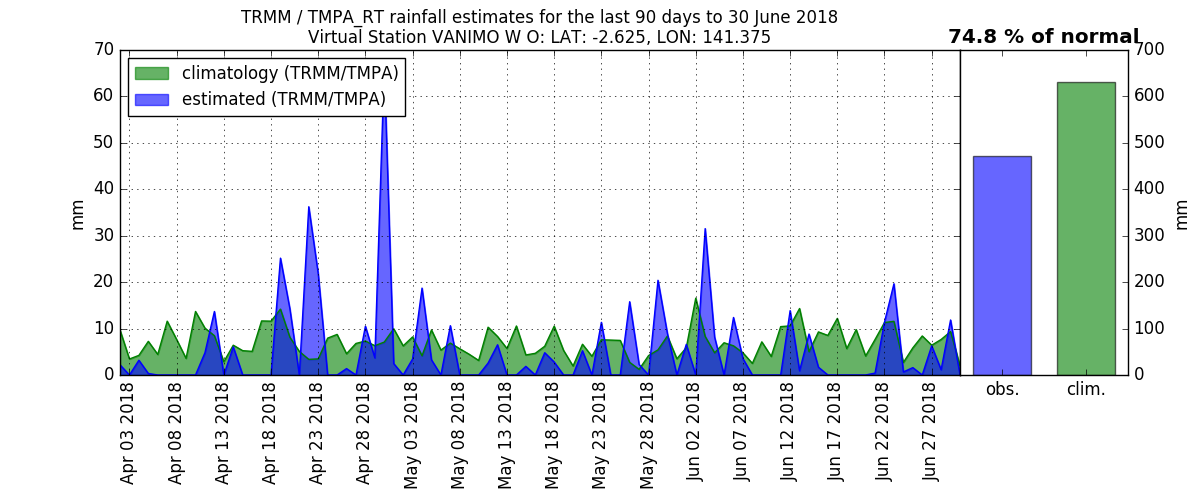 TRMM / TMPA_RT rainfall estimates for the last 90 days to 30 June 2018
Virtual Station VANIMO W O: LAT: -2.625, LON: 141.375
74.8 % of normal
climatology (TRMM/TMPA)
estimated (TRMM/TMPA)
70
60
50
40
30
20
10
0
mm
Apr 03 2018
Apr 08 2018
Apr 13 2018
Apr 18 2018
Apr 23 2018
Apr 28 2018
May 03 2018
May 08 2018
May 13 2018
May 18 2018
May 23 2018
May 28 2018
Jun 02 2018
Jun 07 2018
Jun 12 2018
Jun 17 2018
Jun 22 2018
Jun 27 2018
700
600
500
400
300
200
100
0
mm
obs.
clim.